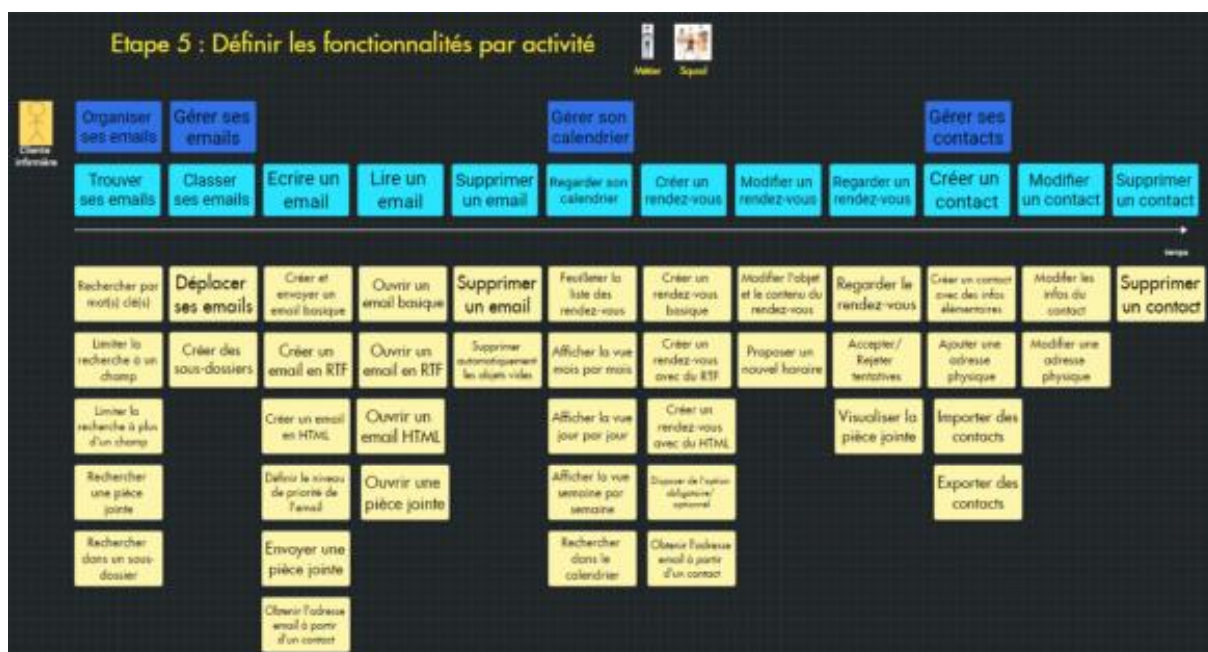 Etape 5 : Définir les fonctionnalités par activité
Métier
Squad
Cliente
infirmière
Organiser
ses emails
Gérer ses
emails
Gérer son
calendrier
Gérer ses
contacts
Trouver
ses emails
Classer
ses emails
Ecrire un
email
Lire un
email
Supprimer
un email
Regarder son
calendrier
Créer un
rendez-vous
Modifier un
rendez-vous
Regarder un
rendez-vous
Créer un
contact
Modifier
un contact
Supprimer
un contact
temps
Rechercher par
mot(s) clé(s)
Déplacer
ses emails
Créer et
envoyer un
email basique
Ouvrir un
email basique
Supprimer
un email
Feuilleter la
liste des
rendez-vous
Créer un
rendez-vous
basique
Modifier l'objet
et le contenu du
rendez-vous
Regarder le
rendez-vous
Créer un contact
avec des infos
élémentaires
Modifer les
infos du
contact
Supprimer
un contact
Limiter la
recherche à un
champ
Créer des
sous-dossiers
Créer un
email en RTF
Ouvrir un
email en RTF
Supprimer
automatiquement
les objets vides
Afficher la vue
mois par mois
Créer un
rendez-vous
avec du RTF
Proposer un
nouvel horaire
Accepter/
Rejeter
tentatives
Ajouter une
adresse
physique
Modifier une
adresse
physique
Limiter la
recherche à plus
d'un champ
Créer un email
en HTML
Ouvrir un
email HTML
Afficher la vue
jour par jour
Créer un
rendez-vous
avec du HTML
Visualiser la
pièce jointe
Importer des
contacts
Rechercher
une pièce
jointe
Définir le niveau
de priorité de
l'email
Ouvrir une
pièce jointe
Afficher la vue
semaine par
semaine
Disposer de l'option
obligatoire/
optionnel
Exporter des
contacts
Rechercher
dans un sous-
dossier
Envoyer une
pièce jointe
Rechercher
dans le
calendrier
Obtenir l'adresse
email à partir
d'un contact
Obtenir l'adresse
email à partir
d'un contact